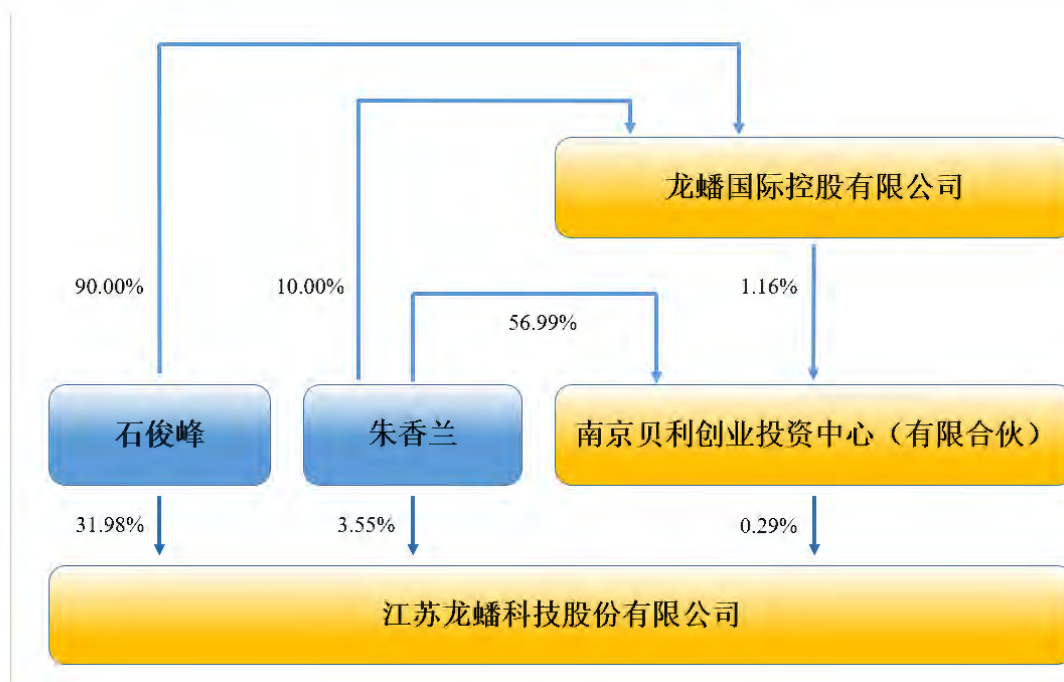 龙蟠国际控股有限公司
90.00%
10.00%
1.16%
56.99%
石俊峰
朱香兰
南京贝利创业投资中心（有限合伙）
31.98%
3.55%
0.29%
江苏龙蟠科技股份有限公司